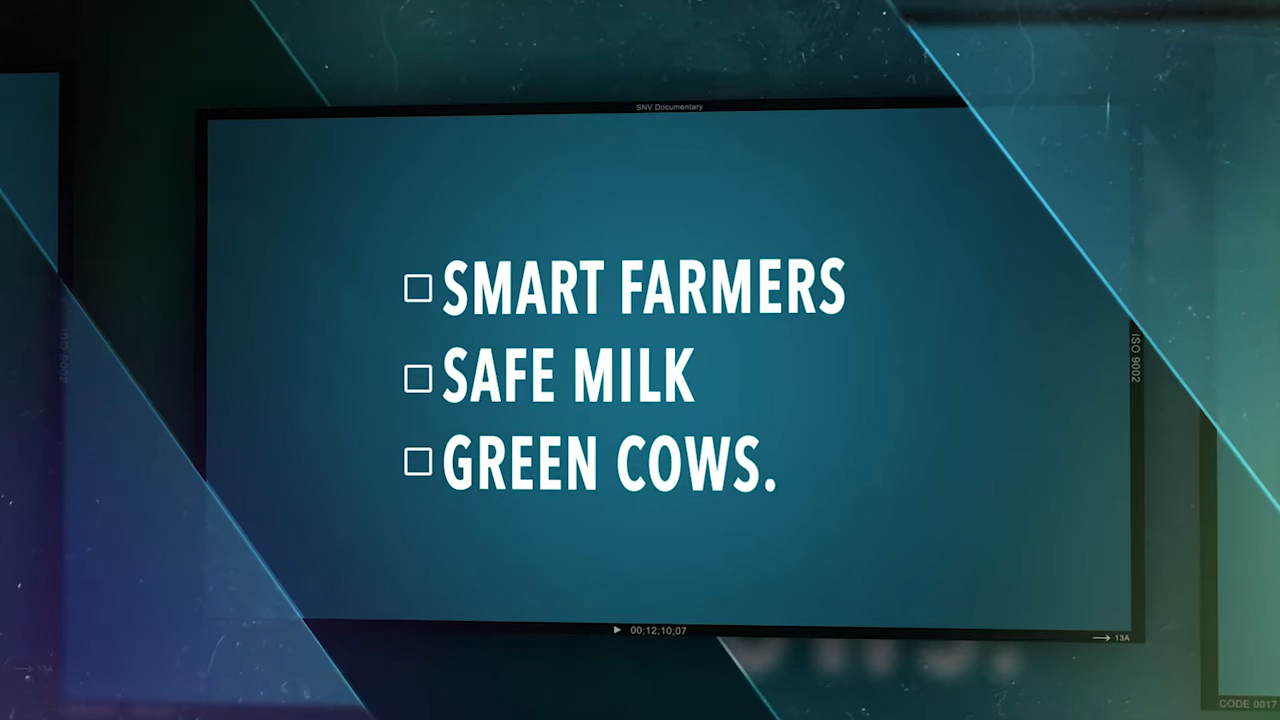 SNV Documentary
SMART FARMERS
SAFE MILK
GREEN COWS.
ISO 9002
00;12;10;07
13A
CODE 0017